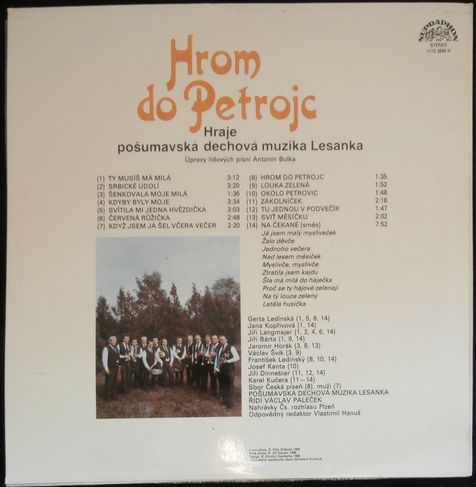 SUPRAPHON
STEREO
1113 3840 H
Hrom
do Petrojc
Hraje
pošumavská dechová muzika Lesanka
Úpravy lidových písní Antonín Bulka
(1) TY MUSÍŠ MÁ MILÁ 3:12
(2) SRBICKÉ ÚDOLÍ 3:20
(3) ŠENKOVALA MOJE MILÁ 1:36
(4) KDYBY BYLY MOJE 3:34
(5) SVÍTILA MI JEDNA HVĚZDIČKA 3:03
(6) ČERVENÁ RŮŽIČKA 2:48
(7) KDYŽ JSEM JÁ ŠEL VČERA VEČER 2:20
(8) HROM DO PETROJC 1:35
(9) LOUKA ZELENÁ 1:52
(10) OKOLO PETROVIC 1:48
(11) ZÁKOLNÍČEK 2:16
(12) TU JEDNOU V PODVEČÍR 1:47
(13) SVIŤ MĚSÍČKU 2:02
(14) NA ČEKANÉ (směs) 7:52
Já jsem malý mysliveček
Žalo děvče
Jednoho večera
Nad lesem měsíček
Myslivče, myslivče
Ztratila jsem kajdu
Šla má milá do háječka
Proč se ty hájové zelenají
Na tý louce zelený
Letěla husička
Gerta Ledinská (1, 5, 6, 14)
Jana Kopřivová (1, 14)
Jiří Langmajer (1, 2, 4, 6, 14)
Jiří Bárta (1, 9, 14)
Jaromír Horák (3, 8, 13)
Václav Švík (3, 9)
František Ledinský (8, 10, 14)
Josef Kanta (10)
Jiří Dinnebier (11, 12, 14)
Karel Kučera (11—14)
Sbor Česká píseň (8), muži (7)
POŠUMAVSKÁ DECHOVÁ MUZIKA LESANKA
ŘÍDÍ VÁCLAV PALEČEK
Nahrávky Čs. rozhlasu Plzeň
Odpovědný redaktor Vlastimil Hanuš